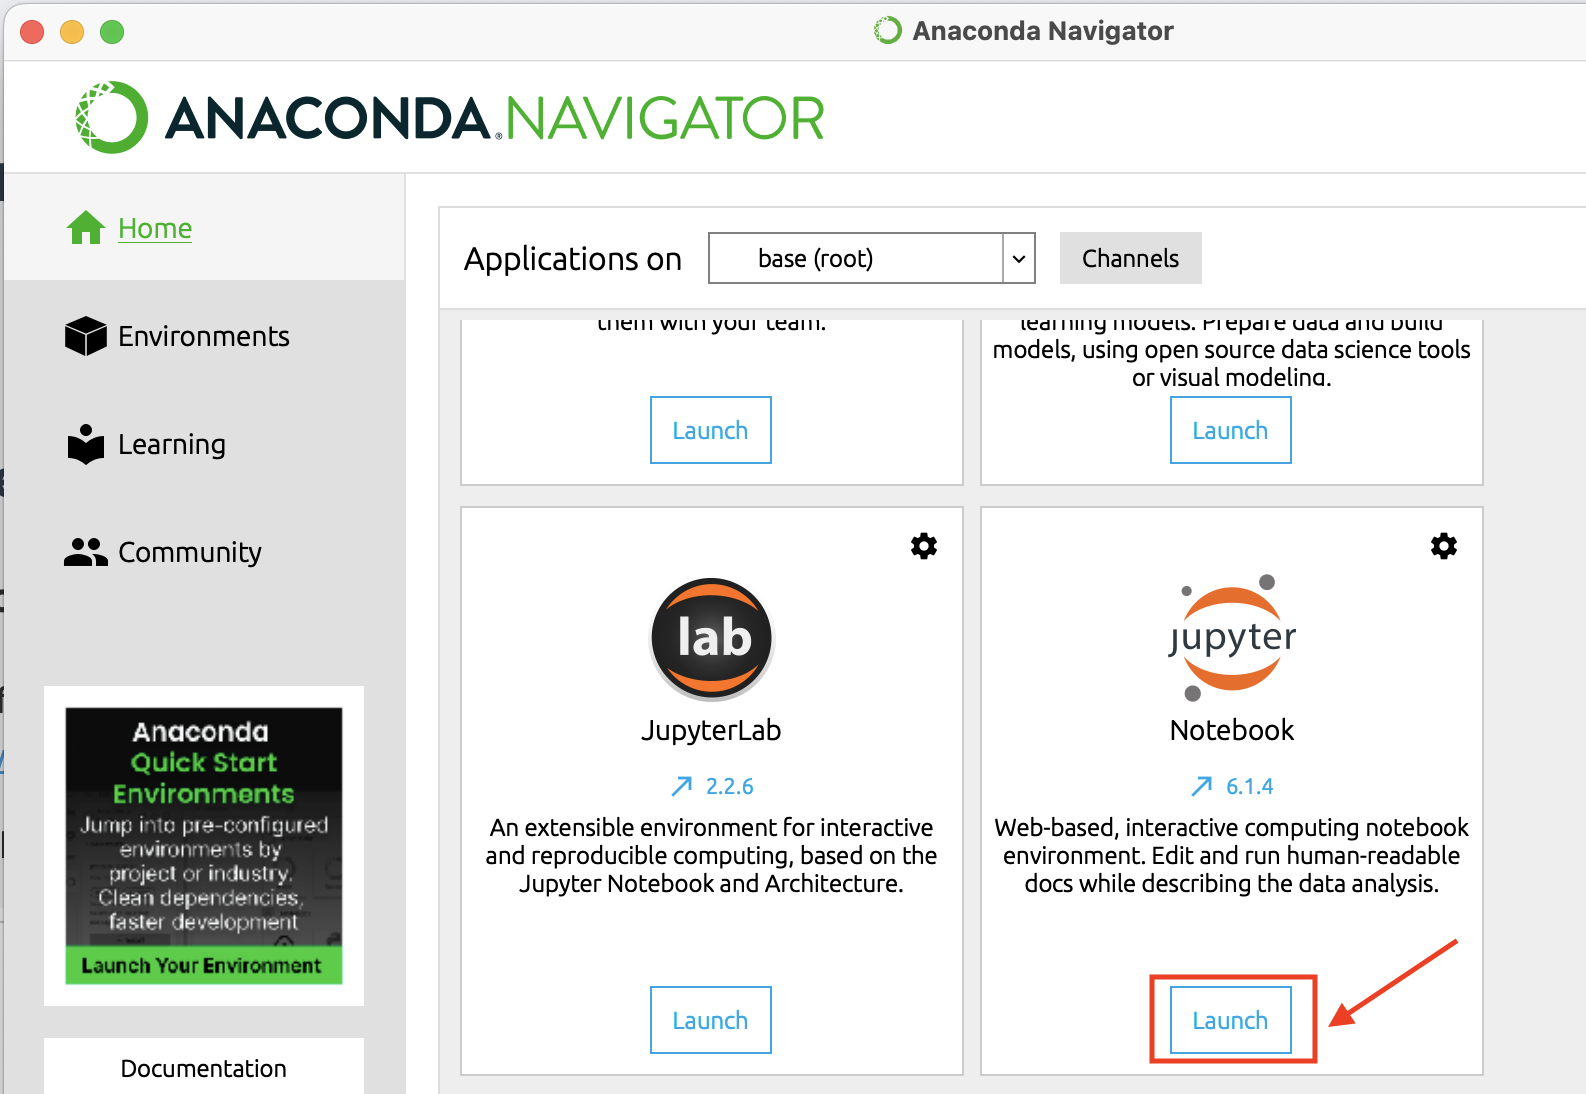 Anaconda Navigator
ANACONDA.NAVIGATOR
Home
Environments
Learning
Community
Anaconda
Quick Start
Environments
Jump into pre-configured
environments by
project or industry.
Clean dependencies,
faster development
Launch Your Environment
Documentation
Applications on
base (root)
Channels
them with your team.
Launch
learning models. Prepare data and build
models, using open source data science tools
or visual modeling.
Launch
lab
JupyterLab
2.2.6
An extensible environment for interactive
and reproducible computing, based on the
Jupyter Notebook and Architecture.
Launch
jupyter
Notebook
6.1.4
Web-based, interactive computing notebook
environment. Edit and run human-readable
docs while describing the data analysis.
Launch